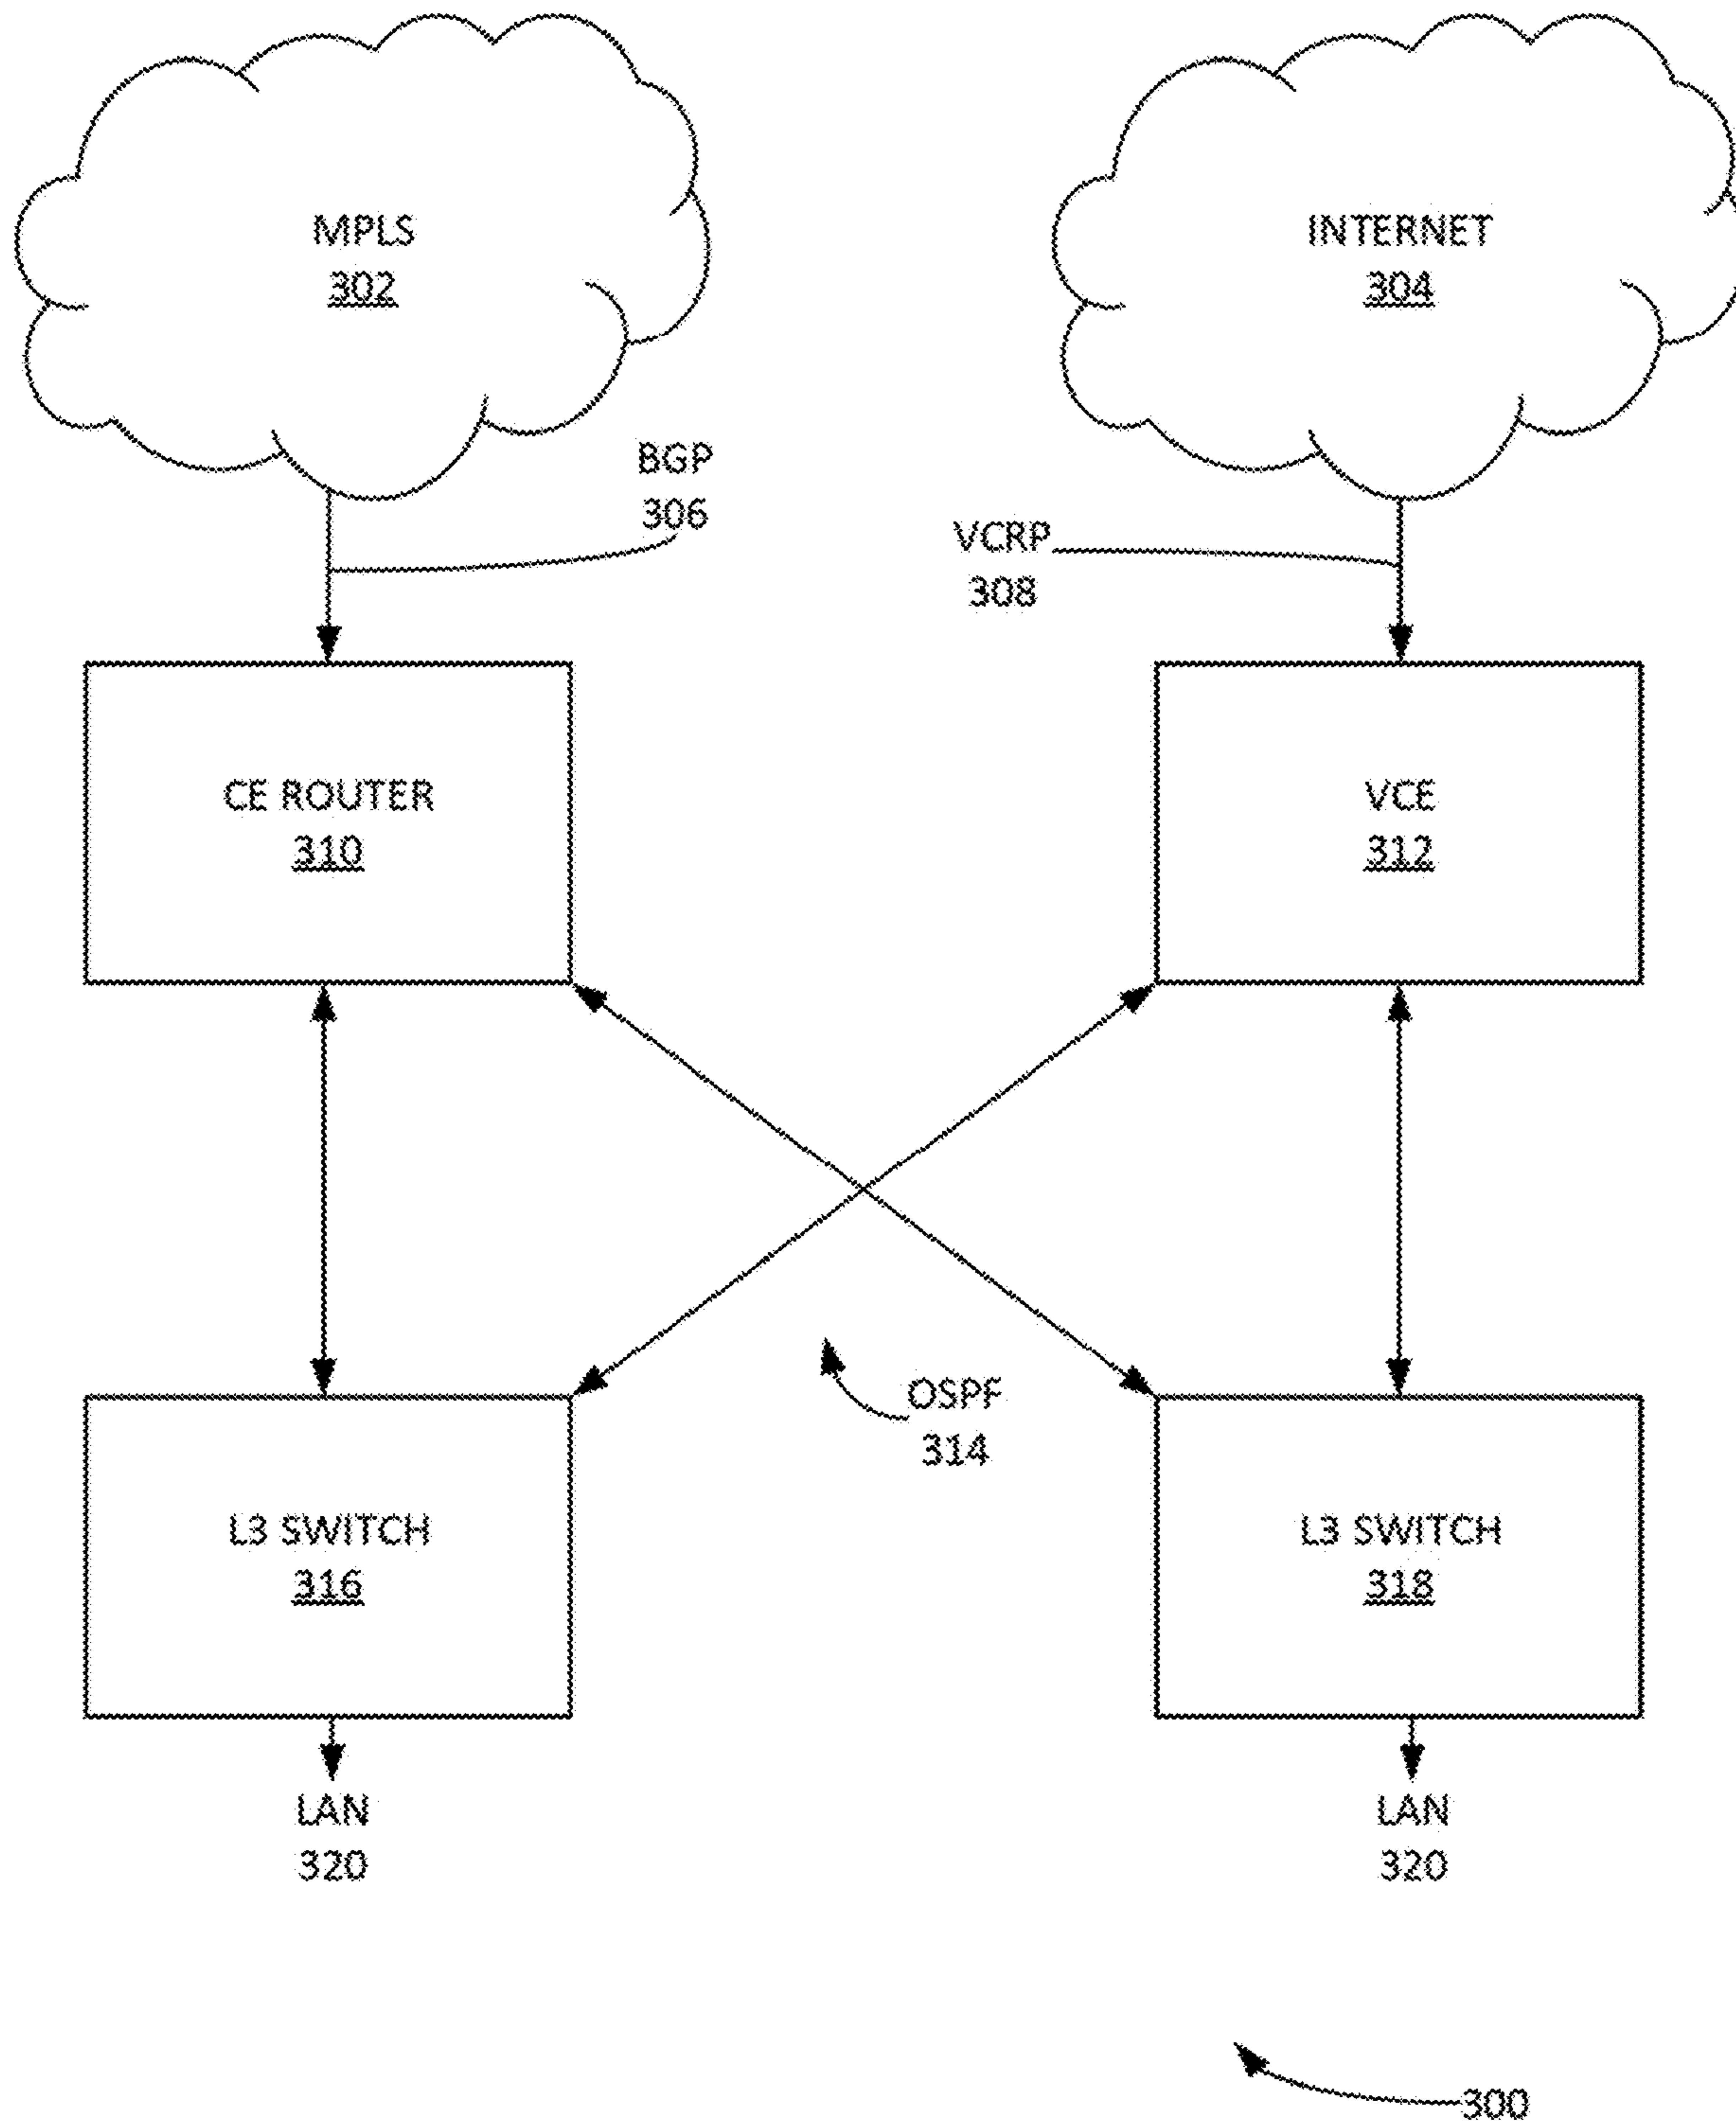 MPLS
302
INTERNET
304
BGP
306
VCRP
308
CE ROUTER
310
VCE
312
OSPF
314
L3 SWITCH
316
L3 SWITCH
318
LAN
320
LAN
320
300